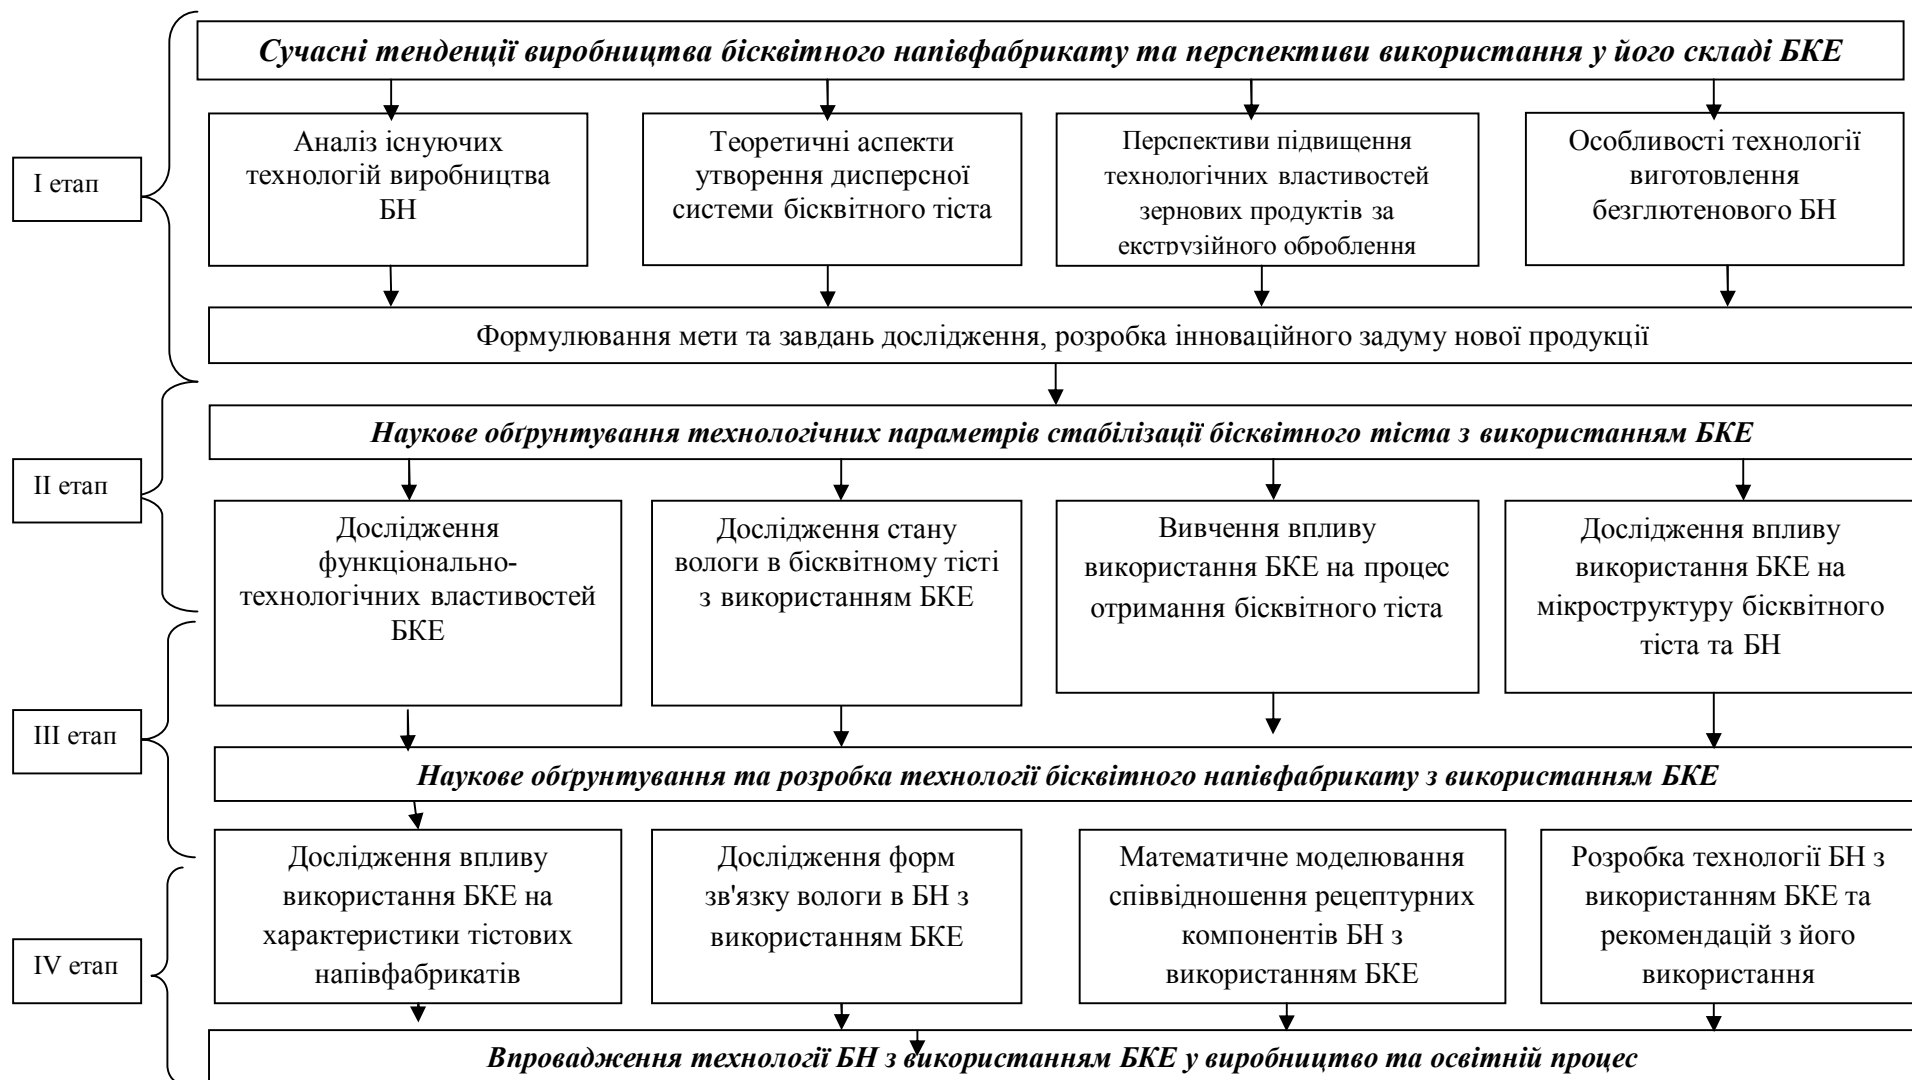 Сучасні тенденції виробництва бісквітного напівфабрикату та перспективи використання у його складі БКЕ
І етап
Аналіз існуючих
технологій виробництва
БН
Теоретичні аспекти
утворення дисперсної
системи бісквітного тіста
Перспективи підвищення
технологічних властивостей
зернових продуктів за
екструзійного оброблення
Особливості технології
виготовлення
безглютенового БН
Формулювання мети та завдань дослідження, розробка інноваційного задуму нової продукції
Наукове обґрунтування технологічних параметрів стабілізації бісквітного тіста з використанням БКЕ
ІІ етап
Дослідження
функціонально-
технологічних властивостей
БКЕ
Дослідження стану
вологи в бісквітному тісті
з використанням БКЕ
Вивчення впливу
використання БКЕ на процес
отримання бісквітного тіста
Дослідження впливу
використання БКЕ на
мікроструктуру бісквітного
тіста та БН
ІІІ етап
Наукове обґрунтування та розробка технології бісквітного напівфабрикату з використанням БКЕ
Дослідження впливу
використання БКЕ на
характеристики тістових
напівфабрикатів
Дослідження форм
зв'язку вологи в БН з
використанням БКЕ
Математичне моделювання
співвідношення рецептурних
компонентів БН з
використанням БКЕ
Розробка технології БН з
використанням БКЕ та
рекомендацій з його
використання
IV етап
Впровадження технології БН з використанням БКЕ у виробництво та освітній процес